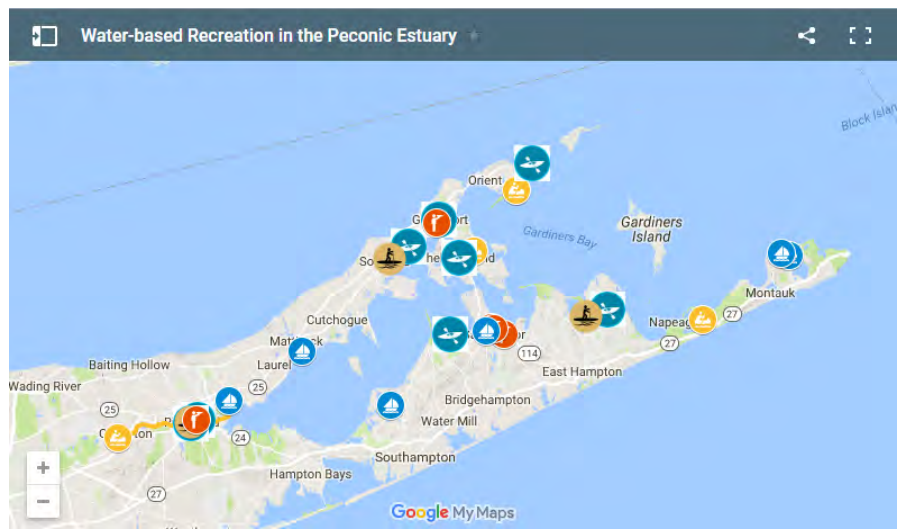 Water-based Recreation in the Peconic Estuary
Block Islan
Orient
Gardiners
Island
Gardiners Bay
Montauk
Napeag
27
27
Cutchogue
Laurel
114
East Hampton
Baiting Hollow
Wading River
25
25
Bridgehampton
Water Mill
24
Southampton
Hampton Bays
27
+
−
Google My Maps